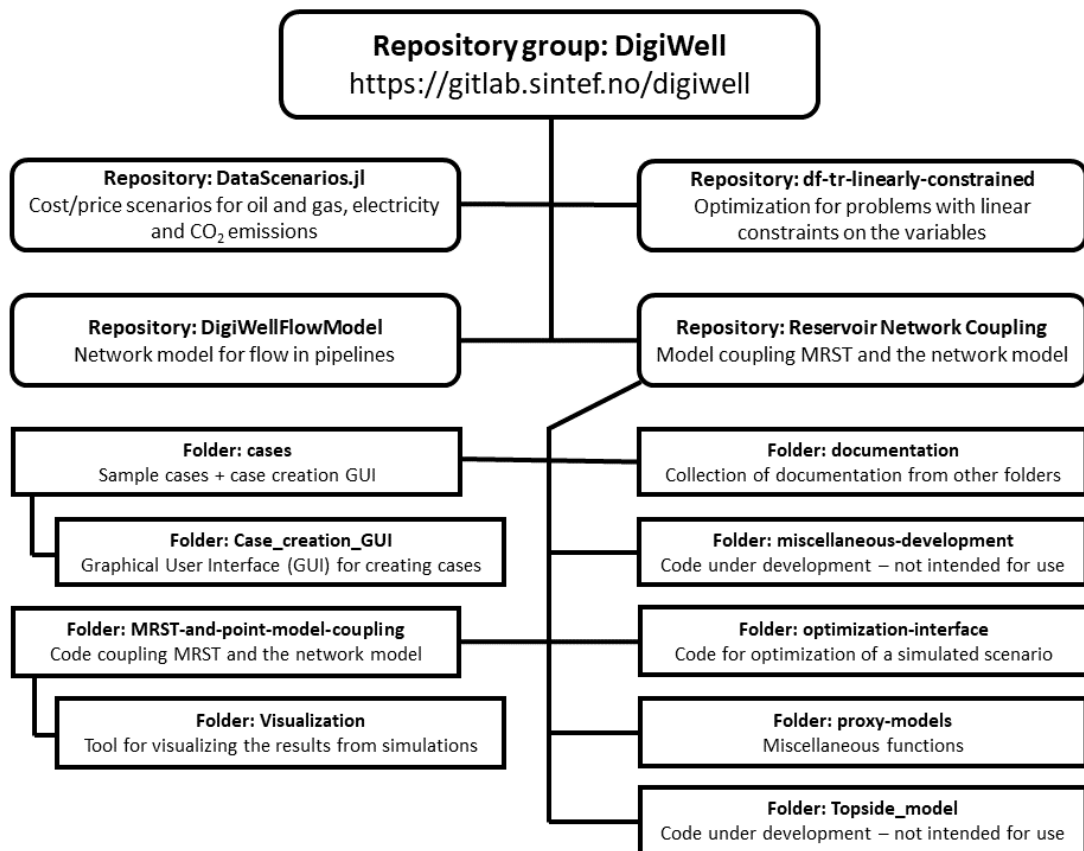 Repository group: DigiWell
https://gitlab.sintef.no/digiwell
Repository: DataScenarios.jl
Cost/price scenarios for oil and gas, electricity
and CO₂ emissions
Repository: df-tr-linearly-constrained
Optimization for problems with linear
constraints on the variables
Repository: DigiWellFlowModel
Network model for flow in pipelines
Repository: Reservoir Network Coupling
Model coupling MRST and the network model
Folder: cases
Sample cases + case creation GUI
Folder: documentation
Collection of documentation from other folders
Folder: Case_creation_GUI
Graphical User Interface (GUI) for creating cases
Folder: miscellaneous-development
Code under development – not intended for use
Folder: MRST-and-point-model-coupling
Code coupling MRST and the network model
Folder: optimization-interface
Code for optimization of a simulated scenario
Folder: Visualization
Tool for visualizing the results from simulations
Folder: proxy-models
Miscellaneous functions
Folder: Topside_model
Code under development – not intended for use